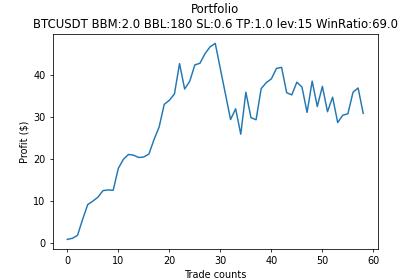 Portfolio
BTCUSDT BBM:2.0 BBL:180 SL:0.6 TP:1.0 lev:15 WinRatio:69.0
Profit ($)
40
30
20
10
0
0 10 20 30 40 50 60
Trade counts